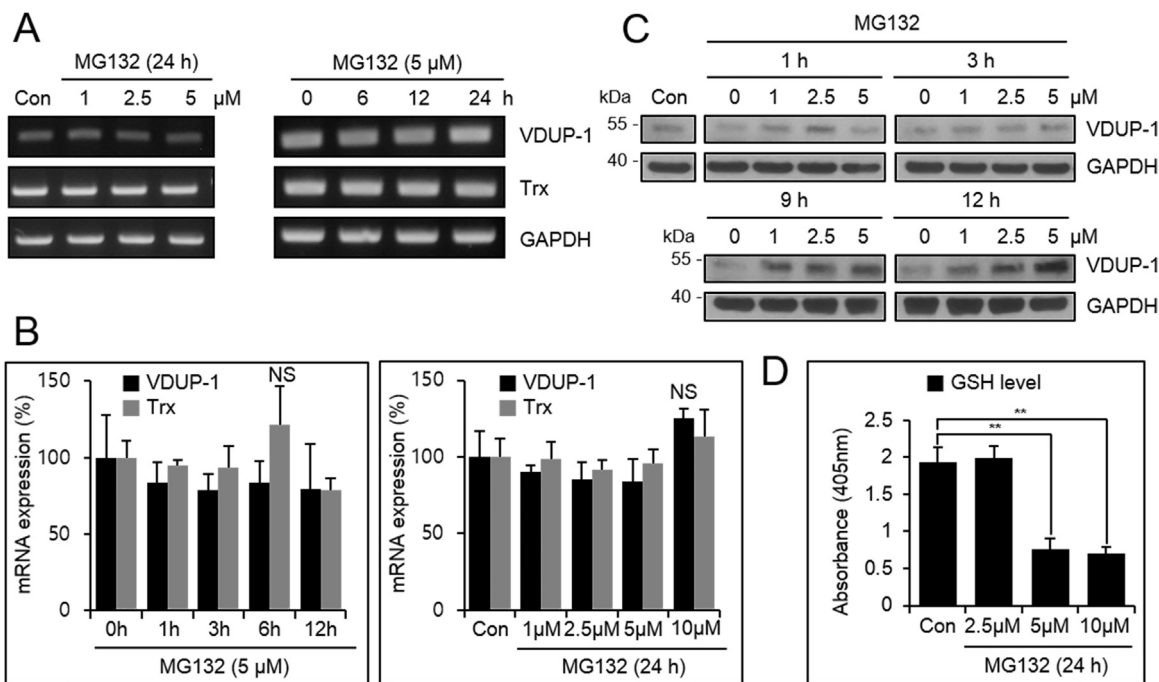 A
MG132 (24 h)
MG132 (5 µM)
Con 1 2.5 5 µM
0 6 12 24 h
VDUP-1
Trx
GAPDH
C
MG132
1 h 3 h
kDa Con 0 1 2.5 5 0 1 2.5 5 µM
55 - VDUP-1
40 - GAPDH
9 h 12 h
kDa 0 1 2.5 5 0 1 2.5 5 µM
55 - VDUP-1
40 - GAPDH
B
mRNA expression (%)
150
100
50
0
VDUP-1
Trx
NS
0h 1h 3h 6h 12h
MG132 (5 µM)
mRNA expression (%)
150
100
50
0
VDUP-1
Trx
NS
Con 1µM 2.5µM 5µM 10µM
MG132 (24 h)
D
GSH level
Absorbance (405nm)
2.5
2
1.5
1
0.5
0
**
**
Con 2.5µM 5µM 10µM
MG132 (24 h)